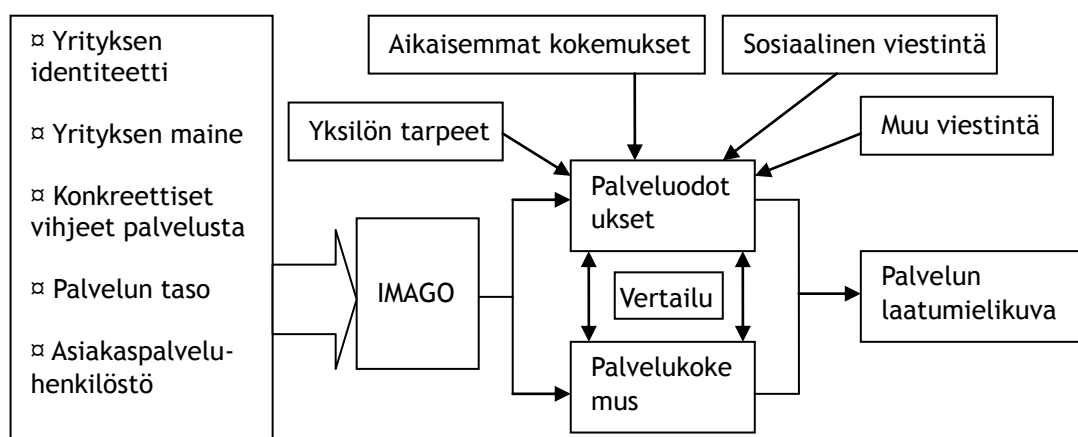 ¤ Yrityksen
identiteetti
¤ Yrityksen maine
¤ Konkreettiset
vihjeet palvelusta
¤ Palvelun taso
¤ Asiakaspalvelu-
henkilöstö
IMAGO
Aikaisemmat kokemukset
Sosiaalinen viestintä
Yksilön tarpeet
Muu viestintä
Palveluodot
ukset
Vertailu
Palvelukoke
mus
Palvelun
laatumielikuva